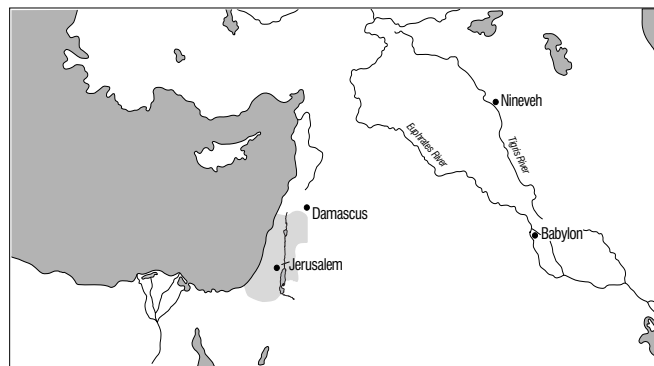 Nineveh
Euphrates River
Tigris River
Damascus
Babylon
Jerusalem